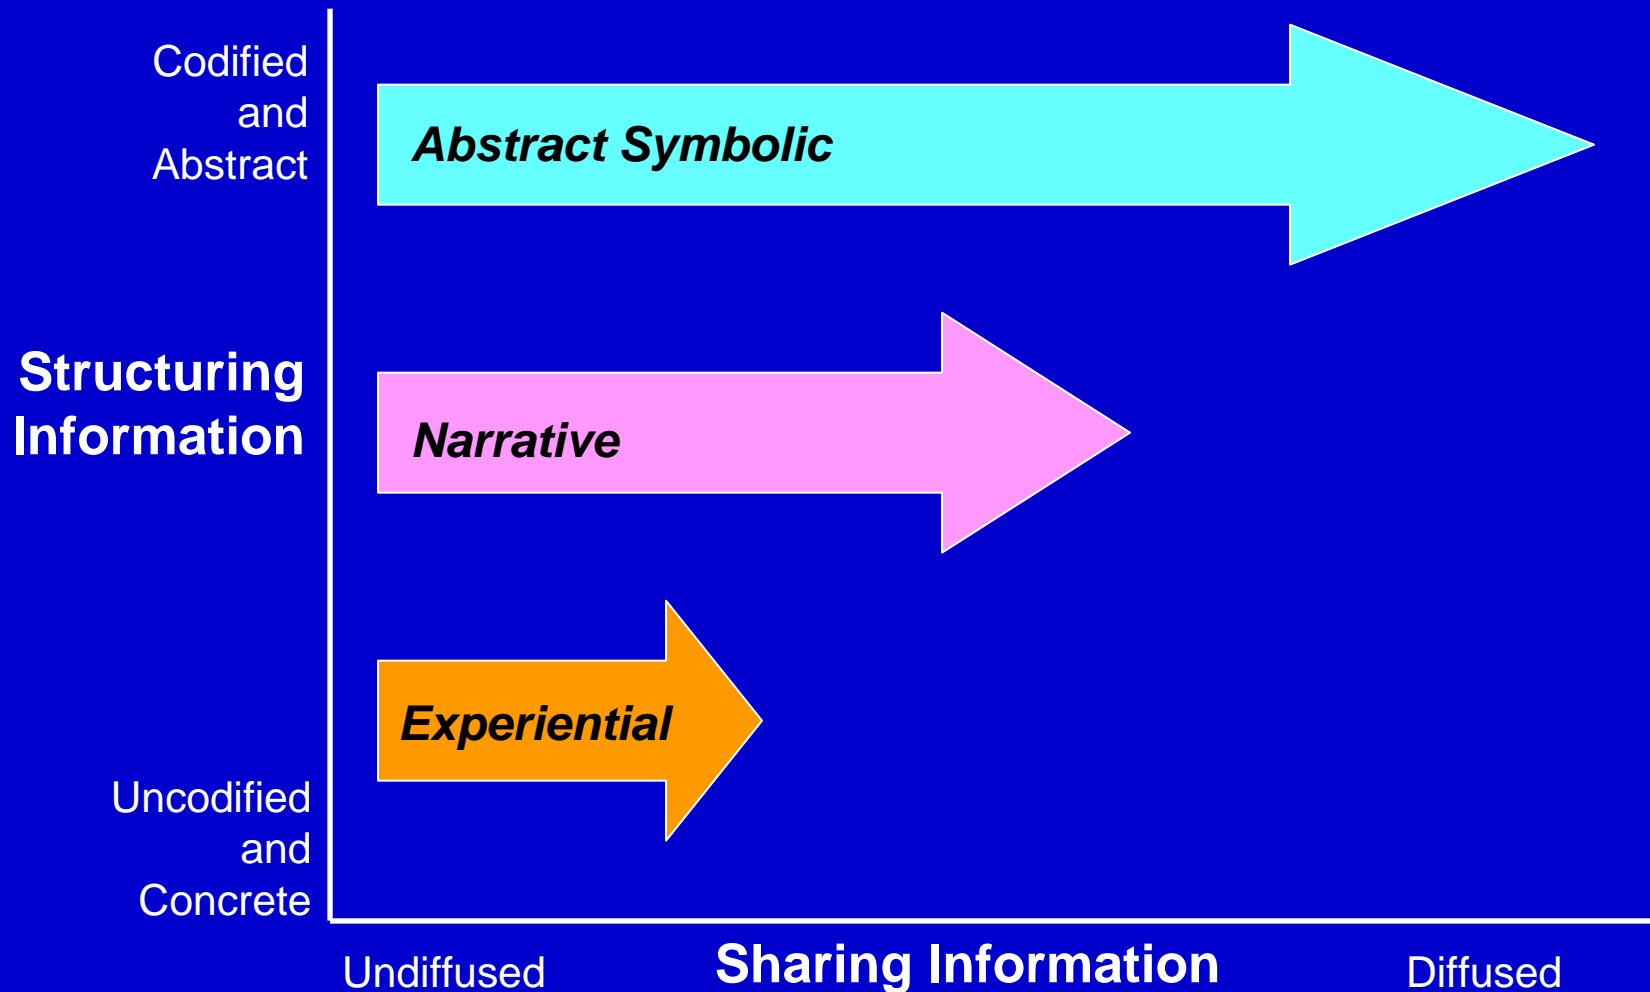 Codified
and
Abstract
Abstract Symbolic
Structuring
Information
Narrative
Experiential
Uncodified
and
Concrete
Undiffused
Sharing Information
Diffused